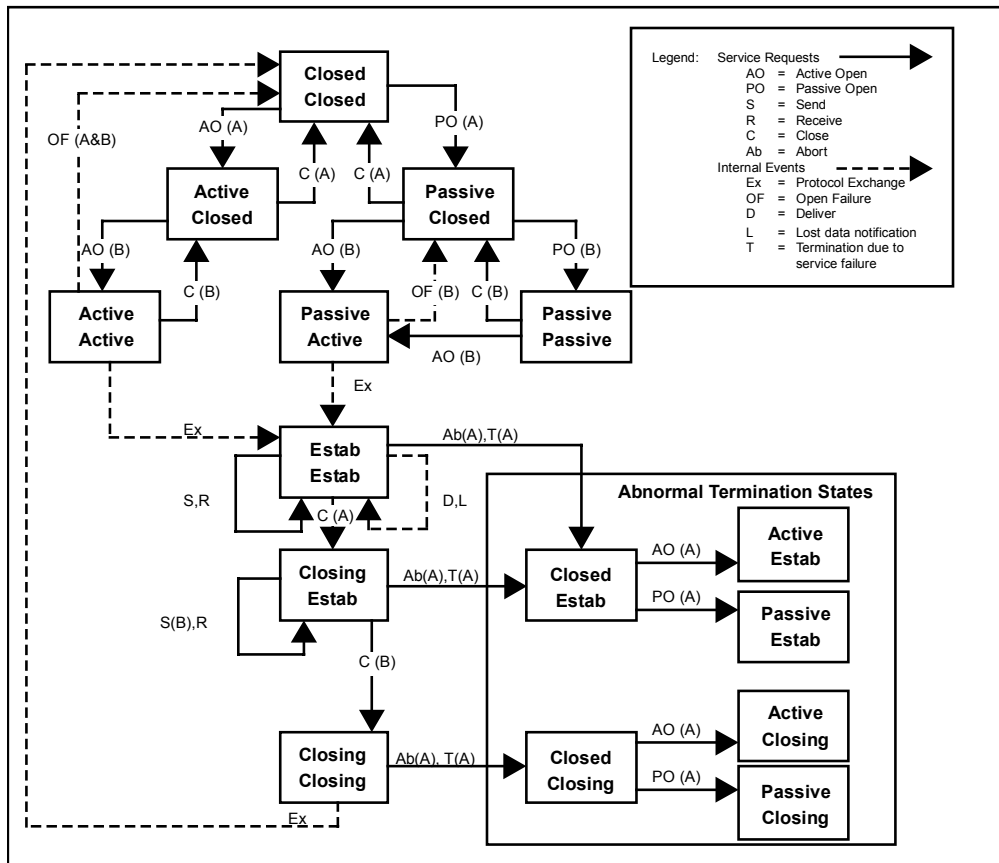 Closed
Closed
Legend: Service Requests
AO = Active Open
PO = Passive Open
S = Send
R = Receive
C = Close
Ab = Abort
Internal Events
Ex = Protocol Exchange
OF = Open Failure
D = Deliver
L = Lost data notification
T = Termination due to
service failure
OF (A&B)
AO (A)
C (A)
C (A)
PO (A)
Active
Closed
Passive
Closed
AO (B)
C (B)
AO (B)
OF (B)
C (B)
PO (B)
Active
Active
Passive
Active
Passive
Passive
AO (B)
Ex
Ex
Estab
Estab
Ab(A),T(A)
S,R
D,L
C (A)
Abnormal Termination States
Closing
Estab
Ab(A),T(A)
Closed
Estab
AO (A)
Active
Estab
PO (A)
Passive
Estab
S(B),R
C (B)
Closing
Closing
Ab(A), T(A)
Closed
Closing
AO (A)
Active
Closing
PO (A)
Passive
Closing
Ex